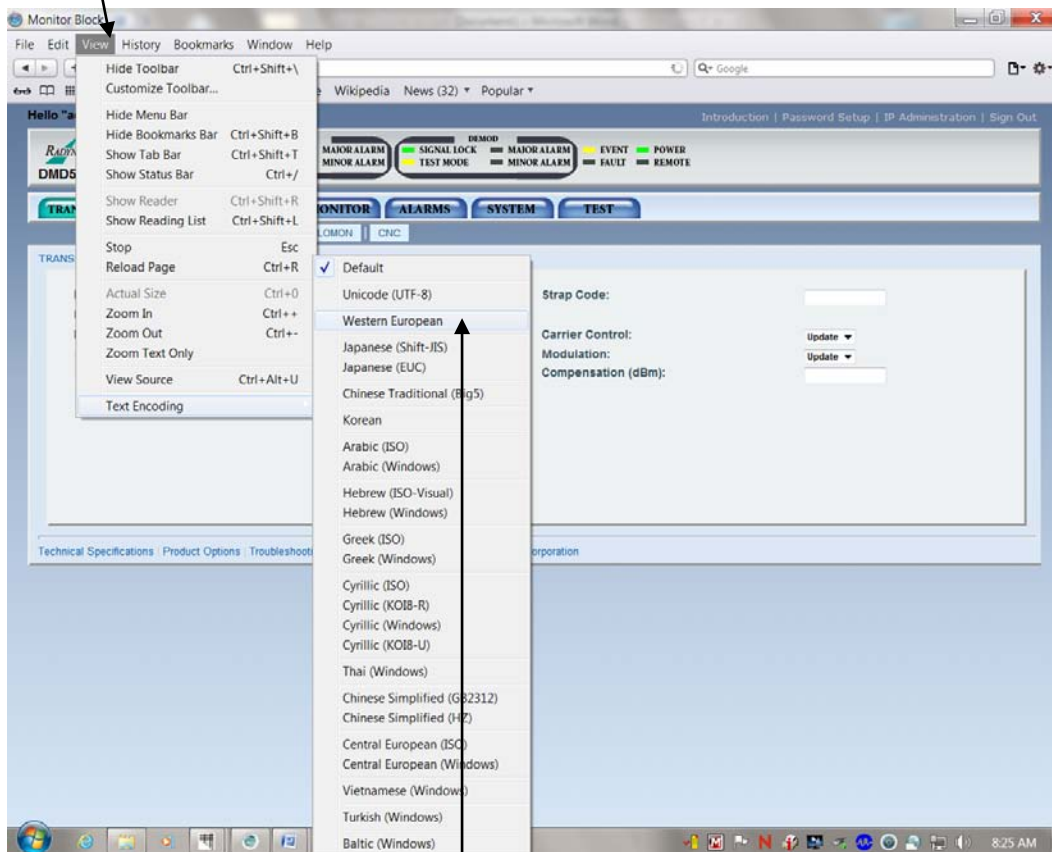 Monitor Block
File Edit View History Bookmarks Window Help
Google
Wikipedia News (32) Popular
Hide Toolbar Ctrl+Shift+\
Customize Toolbar...
Hide Menu Bar
Hide Bookmarks Bar Ctrl+Shift+B
Show Tab Bar Ctrl+Shift+T
Show Status Bar Ctrl+/
Show Reader Ctrl+Shift+R
Show Reading List Ctrl+Shift+L
Stop Esc
Reload Page Ctrl+R
Actual Size Ctrl+0
Zoom In Ctrl++
Zoom Out Ctrl+-
Zoom Text Only
View Source Ctrl+Alt+U
Text Encoding
Hello "a
Introduction | Password Setup | IP Administration | Sign Out
DMD5
MAJOR ALARM
MINOR ALARM
DEMOD
SIGNAL LOCK MAJOR ALARM
TEST MODE MINOR ALARM
EVENT POWER
FAULT REMOTE
TRA ONITOR ALARMS SYSTEM TEST
LOMON | CNC
TRANS
Default
Unicode (UTF-8)
Western European
Japanese (Shift-JIS)
Japanese (EUC)
Chinese Traditional (Big5)
Korean
Arabic (ISO)
Arabic (Windows)
Hebrew (ISO-Visual)
Hebrew (Windows)
Greek (ISO)
Greek (Windows)
Cyrillic (ISO)
Cyrillic (KOI8-R)
Cyrillic (Windows)
Cyrillic (KOI8-U)
Thai (Windows)
Chinese Simplified (GB2312)
Chinese Simplified (HZ)
Central European (ISO)
Central European (Windows)
Vietnamese (Windows)
Turkish (Windows)
Baltic (Windows)
Strap Code:
Carrier Control: Update
Modulation: Update
Compensation (dBm):
Technical Specifications | Product Options | Troubleshooti
orporation
8:25 AM